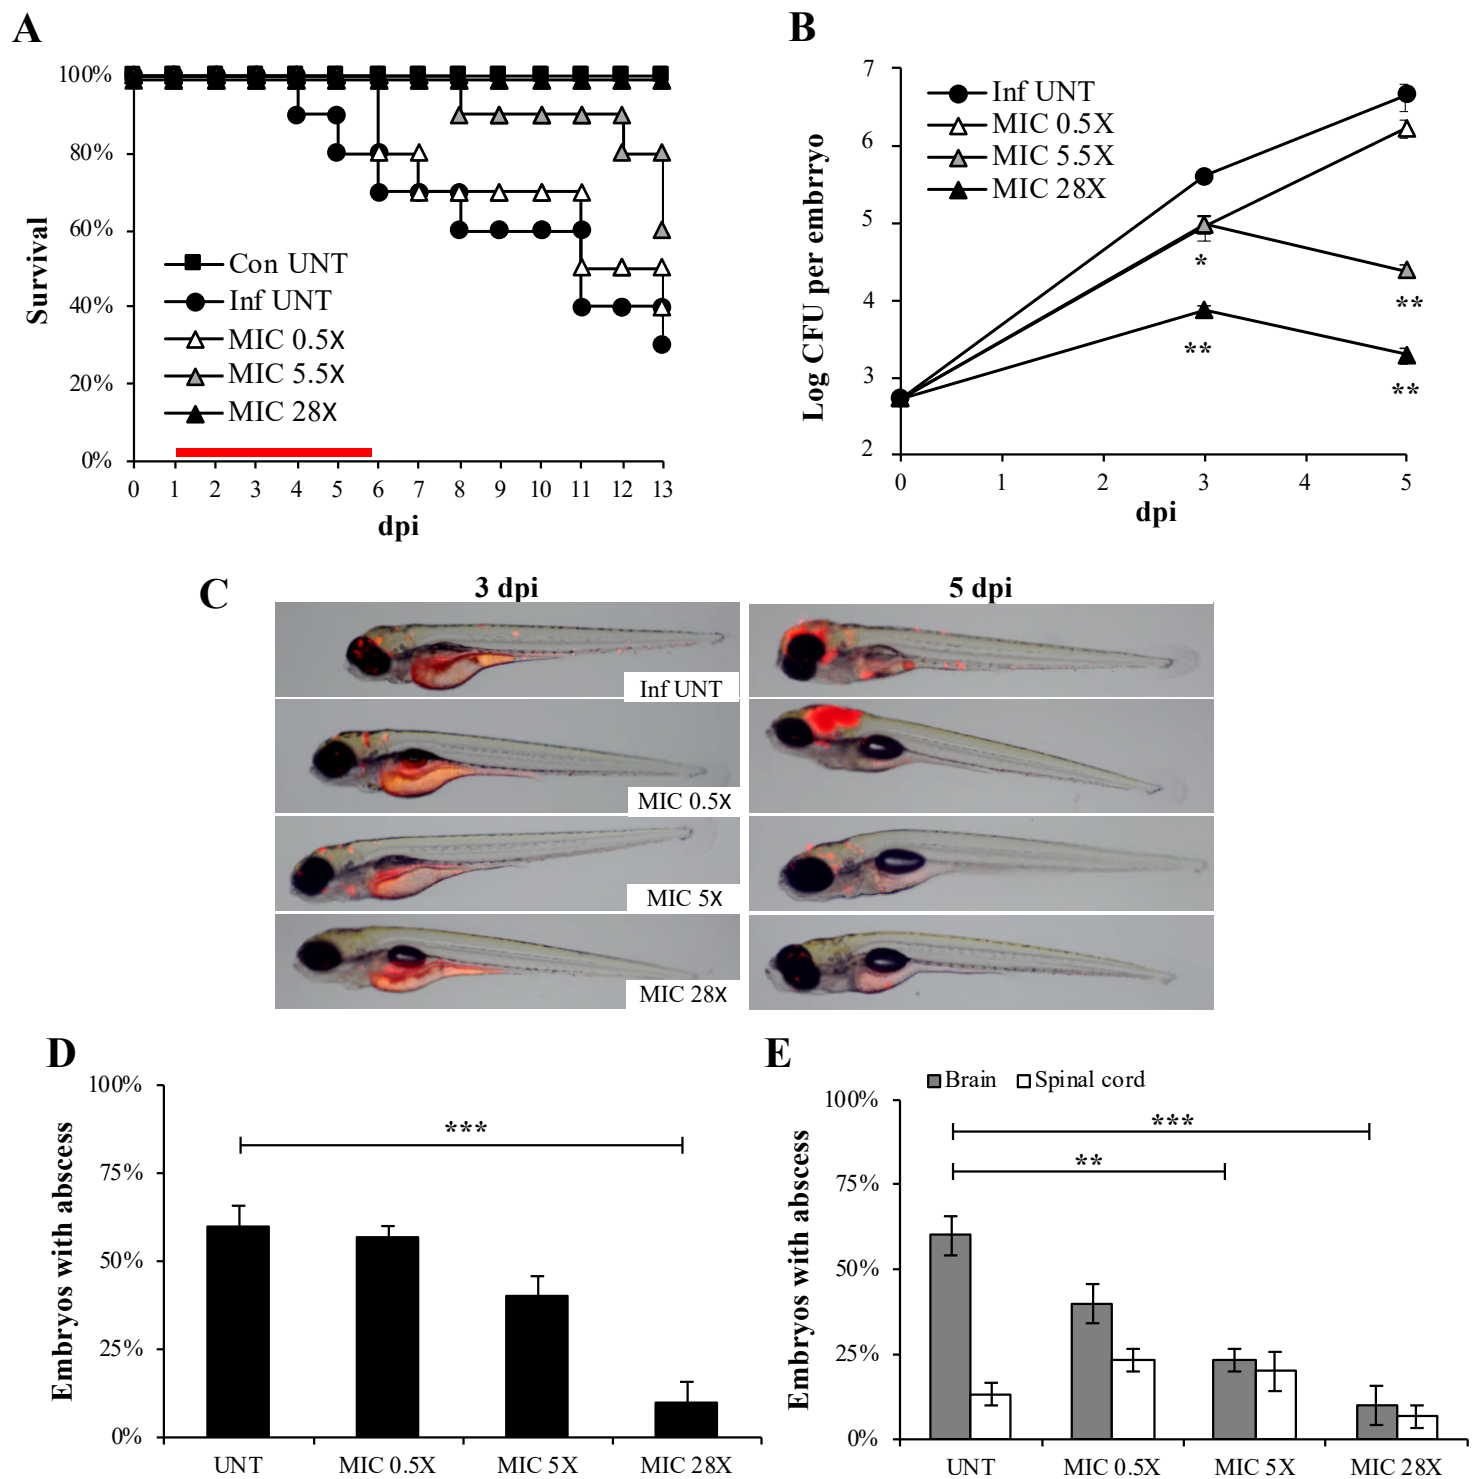 A
100%
80%
60%
40%
20%
0%
Survival
Con UNT
Inf UNT
MIC 0.5X
MIC 5.5X
MIC 28X
0 1 2 3 4 5 6 7 8 9 10 11 12 13
dpi
B
7
6
5
4
3
2
Log CFU per embrryo
Inf UNT
MIC 0.5X
MIC 5.5X
MIC 28X
*
**
**
**
0 1 2 3 4 5
dpi
C
3 dpi 5 dpi
Inf UNT
MIC 0.5X
MIC 5X
MIC 28X
D
100%
75%
50%
25%
0%
Embryos with abscess
***
UNT MIC 0.5X MIC 5X MIC 28X
E
Brain Spinal cord
100%
75%
50%
25%
0%
Embryos with abscess
***
**
UNT MIC 0.5X MIC 5X MIC 28X